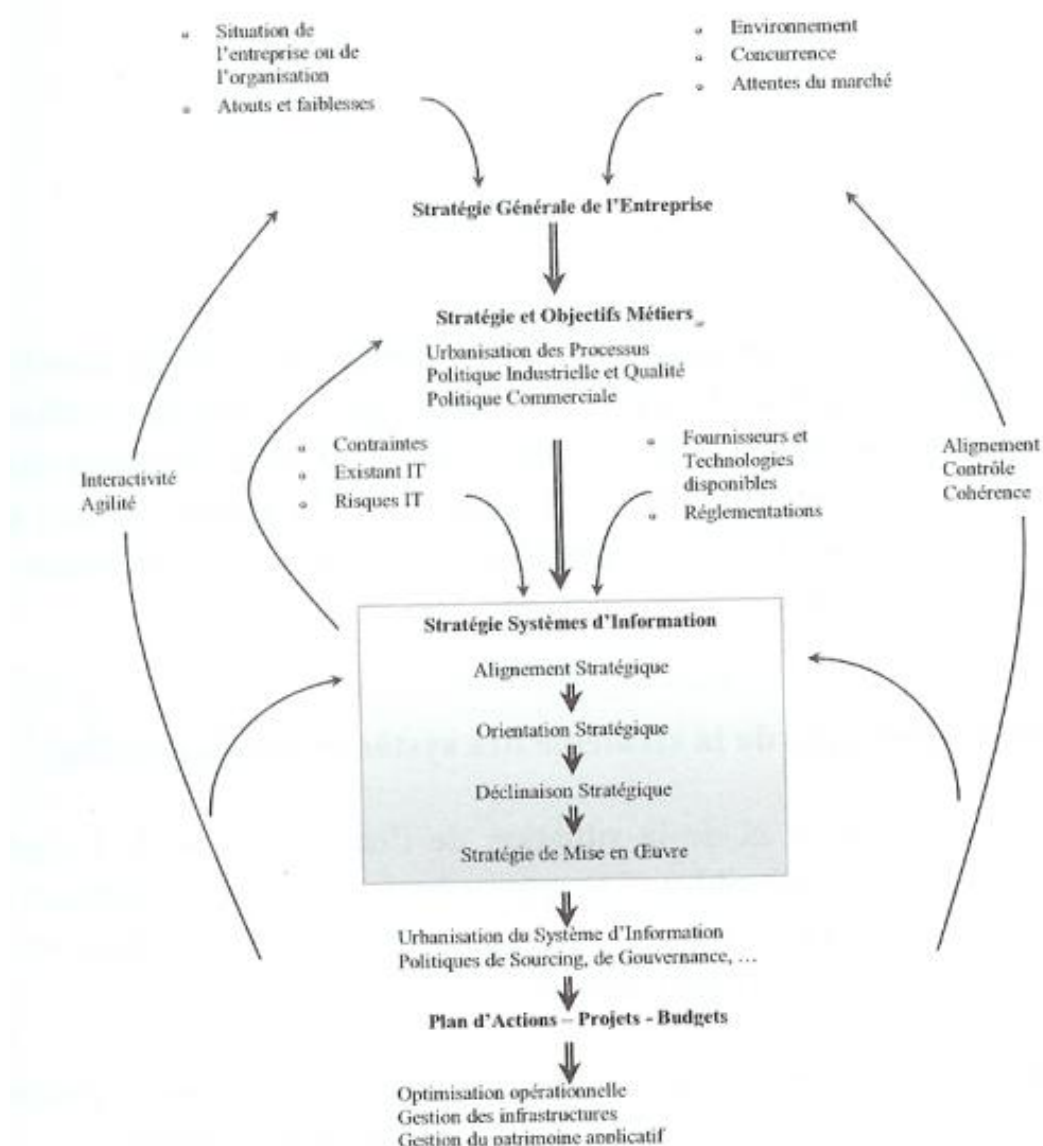 Situation de
l'entreprise ou de
l'organisation
Atouts et faiblesses
Environnement
Concurrence
Attentes du marché
Stratégie Générale de l'Entreprise
Stratégie et Objectifs Métiers
Urbanisation des Processus
Politique Industrielle et Qualité
Politique Commerciale
Contraintes
Existant IT
Risques IT
Fournisseurs et
Technologies
disponibles
Réglementations
Interactivité
Agilité
Alignement
Contrôle
Cohérence
Stratégie Systèmes d'Information
Alignement Stratégique
Orientation Stratégique
Déclinaison Stratégique
Stratégie de Mise en Œuvre
Urbanisation du Système d'Information
Politiques de Sourcing, de Gouvernance, …
Plan d'Actions – Projets - Budgets
Optimisation opérationnelle
Gestion des infrastructures
Gestion du patrimoine applicatif